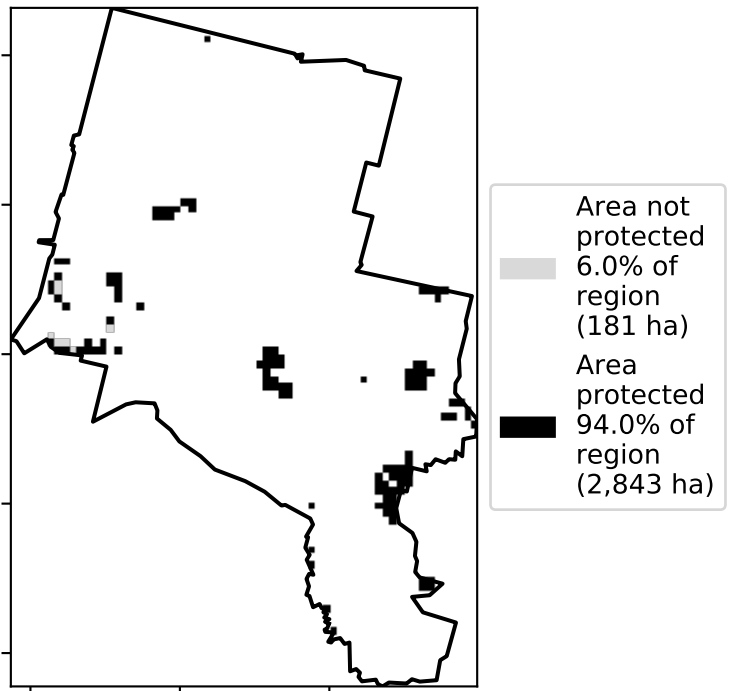 Area not
protected
6.0% of
region
(181 ha)
Area
protected
94.0% of
region
(2,843 ha)